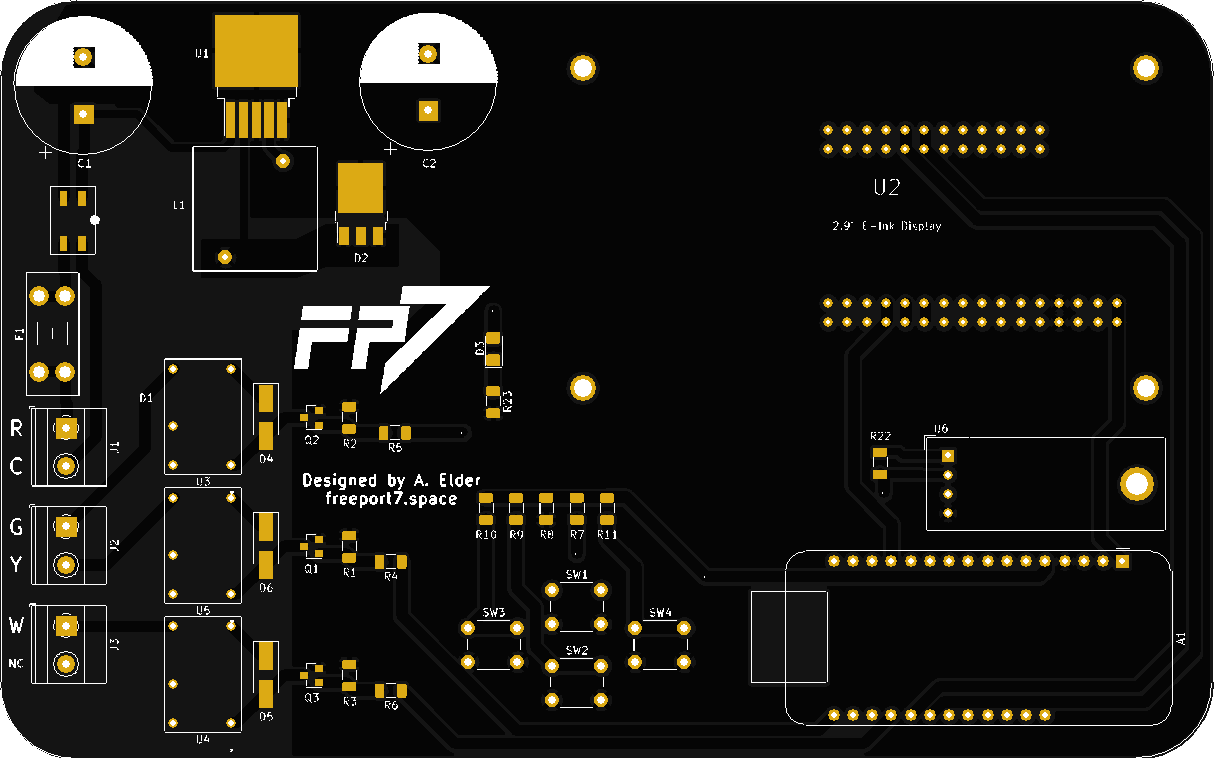 U1
C1
C2
U2
L1
2.9" E-Ink Display
D2
F1
FP7
D3
D1
R23
R
J1
Q2
R2
R5
D4
R22
U6
C
U3
Designed by A. Elder
freeport7.space
G
J2
R10
R9
R8
R7
R11
Y
Q1
R1
R4
D6
SW1
U5
SW3
SW4
W
J3
A1
SW2
NC
Q3
R3
R6
D5
U4